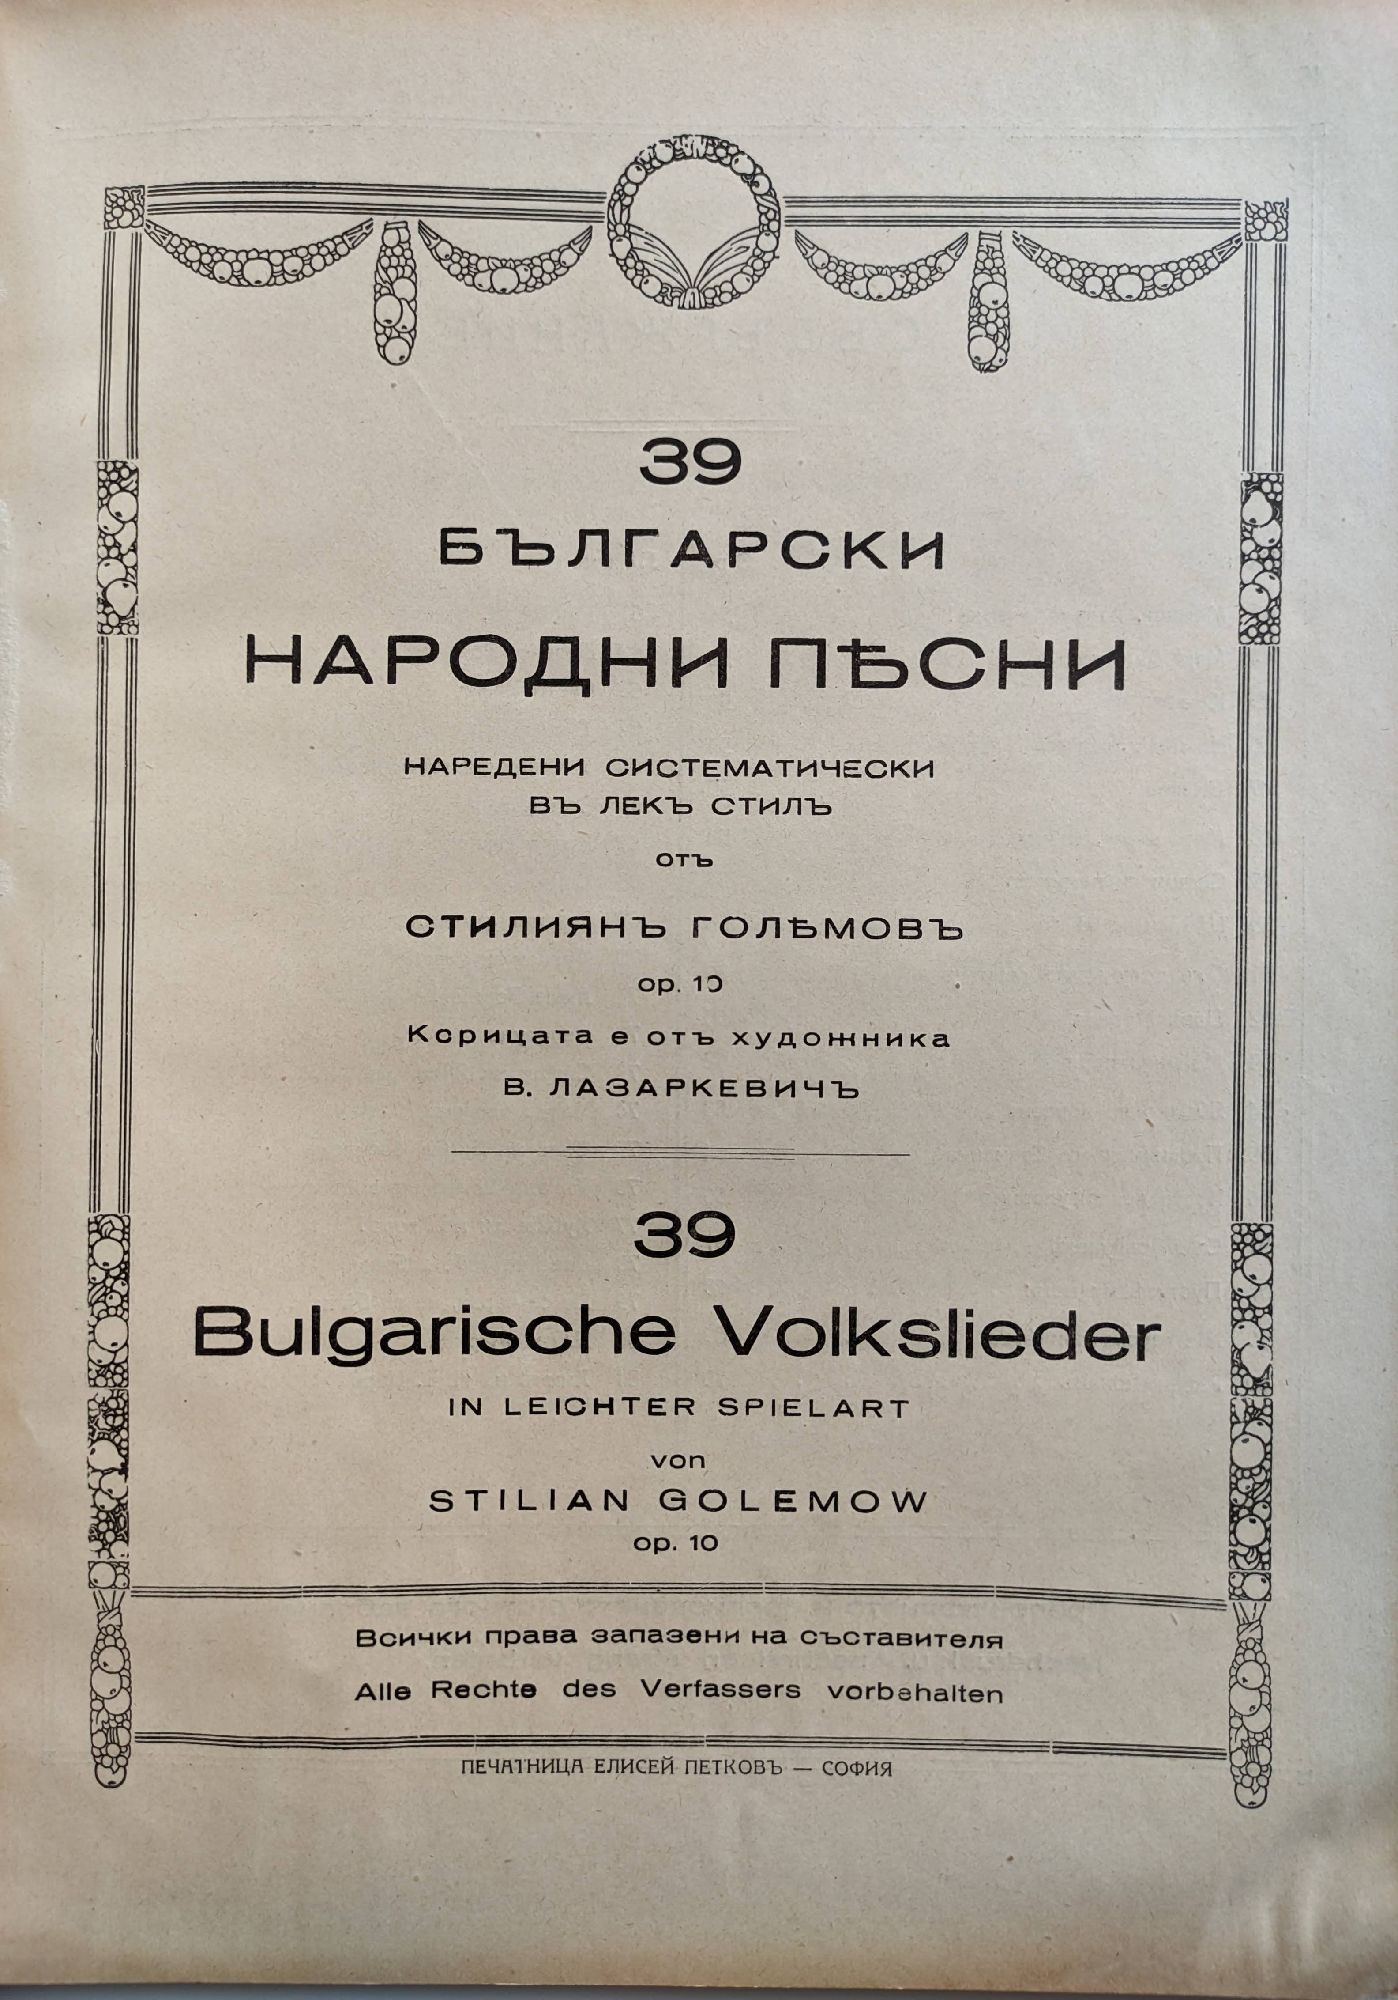 39
БЪЛГАРСКИ
НАРОДНИ ПѢСНИ
НАРЕДЕНИ СИСТЕМАТИЧЕСКИ
ВЪ ЛЕКЪ СТИЛЪ
отъ
СТИЛИЯНЪ ГОЛѢМОВЪ
op. 10
Корицата е отъ художника
В. ЛАЗАРКЕВИЧЪ
39
Bulgarische Volkslieder
IN LEICHTER SPIELART
von
STILIAN GOLEMOW
op. 10
Всички права запазени на съставителя
Alle Rechte des Verfassers vorbehalten
ПЕЧАТНИЦА ЕЛИСЕЙ ПЕТКОВЪ — СОФИЯ